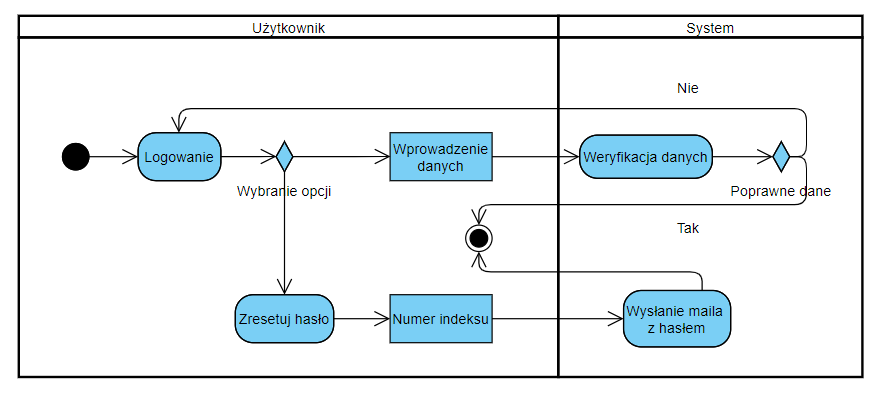 Użytkownik
System
Nie
Logowanie
Wprowadzenie
danych
Weryfikacja danych
Wybranie opcji
Poprawne dane
Tak
Zresetuj hasło
Numer indeksu
Wysłanie maila
z hasłem